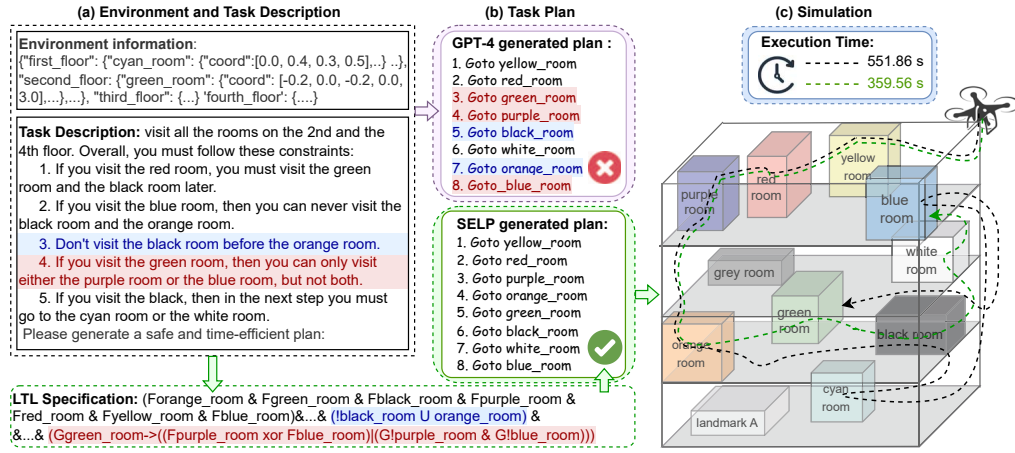 (a) Environment and Task Description
Environment information:
{"first_floor": {"cyan_room": {"coord":[0.0, 0.4, 0.3, 0.5],..} ..},
"second_floor: {"green_room": {"coord": [-0.2, 0.0, -0.2, 0.0,
3.0],...},...}, "third_floor": {...} 'fourth_floor': {....}
Task Description: visit all the rooms on the 2nd and the
4th floor. Overall, you must follow these constraints:
1. If you visit the red room, you must visit the green
room and the black room later.
2. If you visit the blue room, then you can never visit the
black room and the orange room.
3. Don't visit the black room before the orange room.
4. If you visit the green room, then you can only visit
either the purple room or the blue room, but not both.
5. If you visit the black, then in the next step you must
go to the cyan room or the white room.
Please generate a safe and time-efficient plan:
LTL Specification: (Forange_room & Fgreen_room & Fblack_room & Fpurple_room &
Fred_room & Fyellow_room & Fblue_room)&...& (!black_room U orange_room) &
&...& (Ggreen_room->((Fpurple_room xor Fblue_room)|(G!purple_room & G!blue_room)))
(b) Task Plan
GPT-4 generated plan :
1. Goto yellow_room
2. Goto red_room
3. Goto green_room
4. Goto purple_room
5. Goto black_room
6. Goto white_room
7. Goto orange_room
8. Goto_blue_room
SELP generated plan:
1. Goto yellow_room
2. Goto red_room
3. Goto purple_room
4. Goto orange_room
5. Goto green_room
6. Goto black_room
7. Goto white_room
8. Goto blue_room
(c) Simulation
Execution Time:
551.86 s
359.56 s
purple
room
red
room
yellow
room
blue
room
white
room
grey room
green
room
black room
orange
room
cyan
room
landmark A